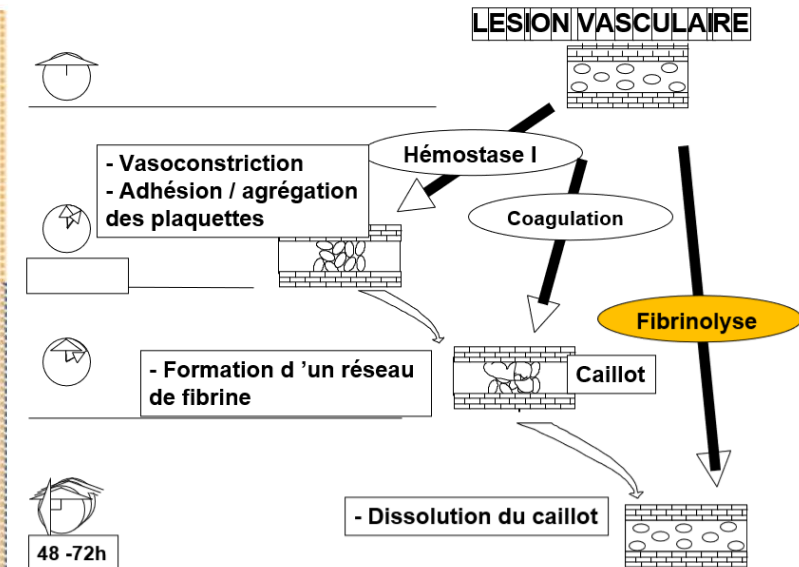 LESION VASCULAIRE
Hémostase I
- Vasoconstriction
- Adhésion / agrégation
des plaquettes
Coagulation
Fibrinolyse
- Formation d 'un réseau
de fibrine
Caillot
- Dissolution du caillot
48 -72h